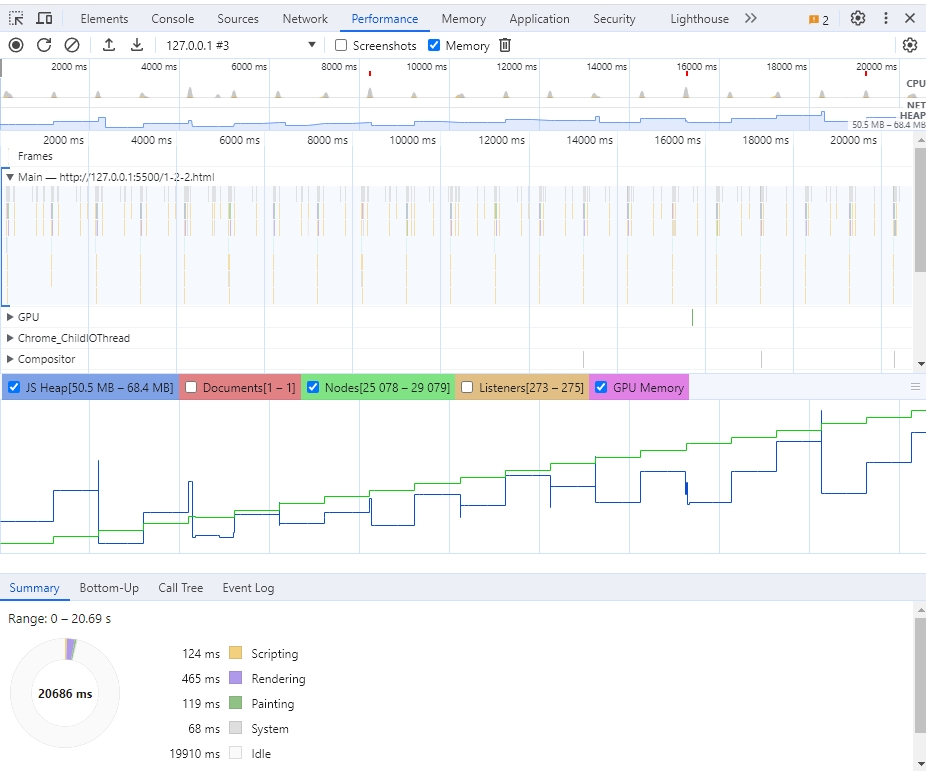 Elements Console Sources Network Performance Memory Application Security Lighthouse 2
127.0.0.1 #3 Screenshots Memory
2000 ms 4000 ms 6000 ms 8000 ms 10000 ms 12000 ms 14000 ms 16000 ms 18000 ms 20000 ms
CPU
NET
HEAP
50.5 MB – 68.4 MB
2000 ms 4000 ms 6000 ms 8000 ms 10000 ms 12000 ms 14000 ms 16000 ms 18000 ms 20000 ms
Frames
Main — http://127.0.0.1:5500/1-2-2.html
GPU
Chrome_ChildIOThread
Compositor
JS Heap[50.5 MB – 68.4 MB] Documents[1 – 1] Nodes[25 078 – 29 079] Listeners[273 – 275] GPU Memory
Summary Bottom-Up Call Tree Event Log
Range: 0 – 20.69 s
20686 ms
124 ms Scripting
465 ms Rendering
119 ms Painting
68 ms System
19910 ms Idle